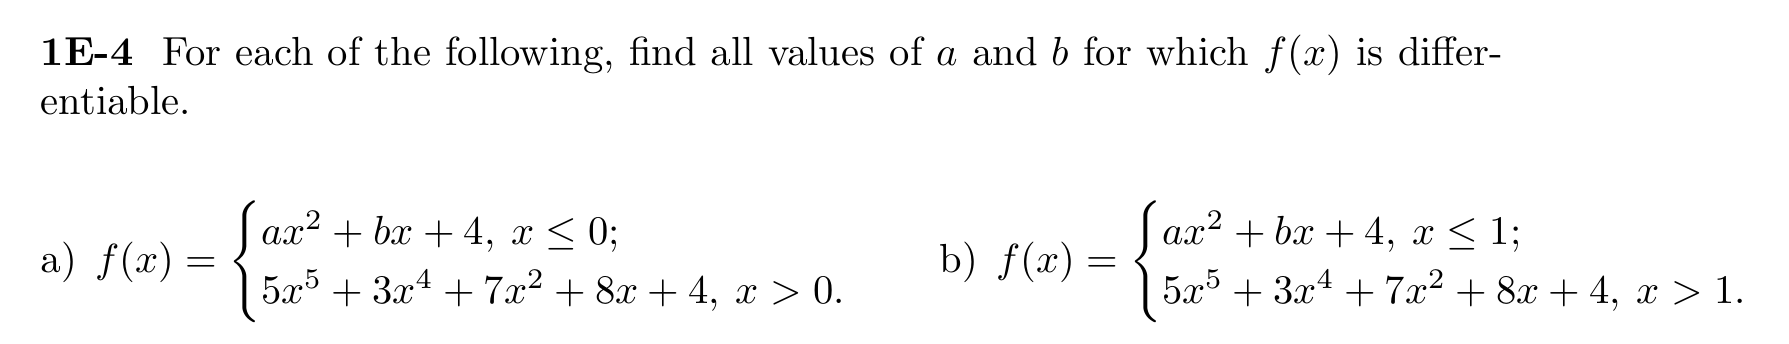 1E-4 For each of the following, find all values of a and b for which f(x) is differ-
entiable.
a) f(x) = { ax² + bx + 4, x ≤ 0; 5x⁵ + 3x⁴ + 7x² + 8x + 4, x > 0.
b) f(x) = { ax² + bx + 4, x ≤ 1; 5x⁵ + 3x⁴ + 7x² + 8x + 4, x > 1.